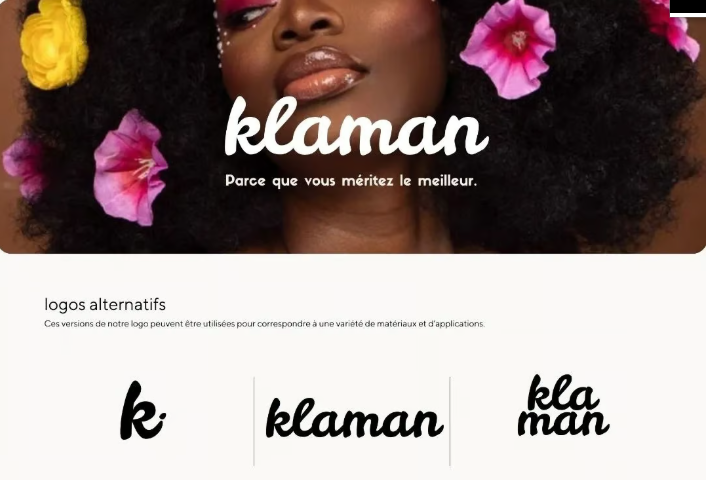 klaman
Parce que vous méritez le meilleur.
logos alternatifs
Ces versions de notre logo peuvent être utilisées pour correspondre à une variété de matériaux et d'applications.
k
klaman
kla
man